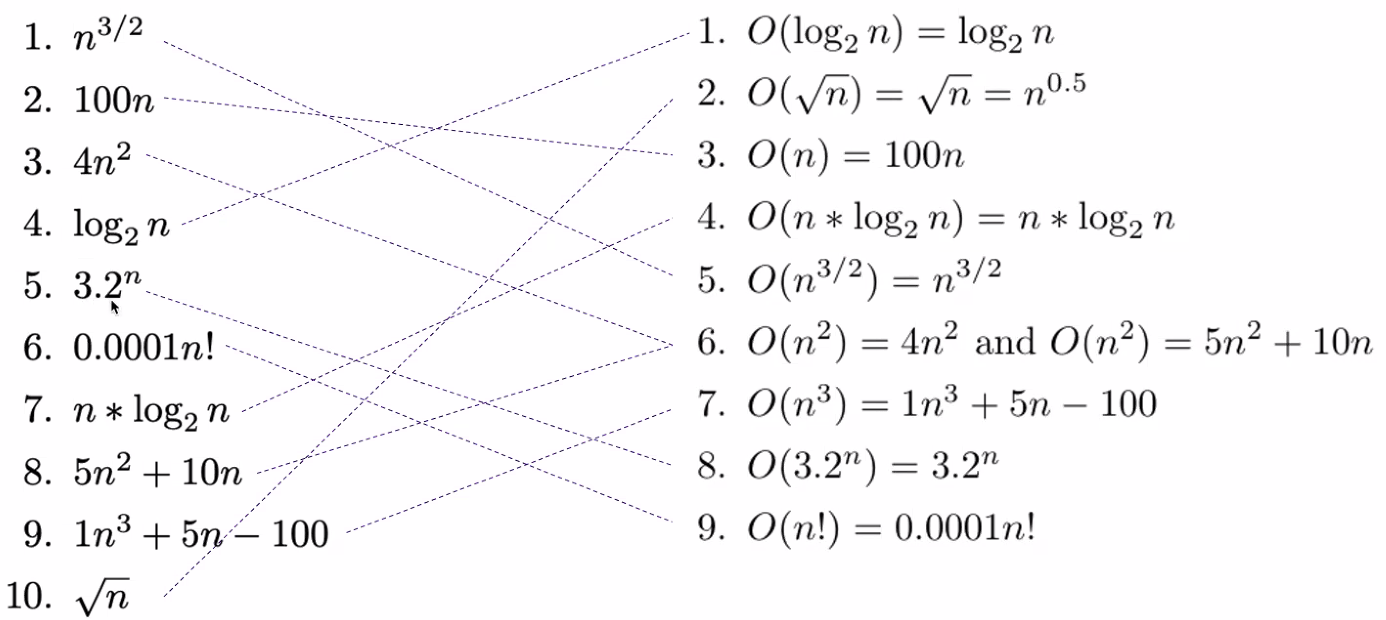 1. n^{3/2}
2. 100n
3. 4n^2
4. log_2 n
5. 3.2^n
6. 0.0001n!
7. n * log_2 n
8. 5n^2 + 10n
9. 1n^3 + 5n − 100
10. √n
1. O(log_2 n) = log_2 n
2. O(√n) = √n = n^{0.5}
3. O(n) = 100n
4. O(n * log_2 n) = n * log_2 n
5. O(n^{3/2}) = n^{3/2}
6. O(n^2) = 4n^2 and O(n^2) = 5n^2 + 10n
7. O(n^3) = 1n^3 + 5n − 100
8. O(3.2^n) = 3.2^n
9. O(n!) = 0.0001n!